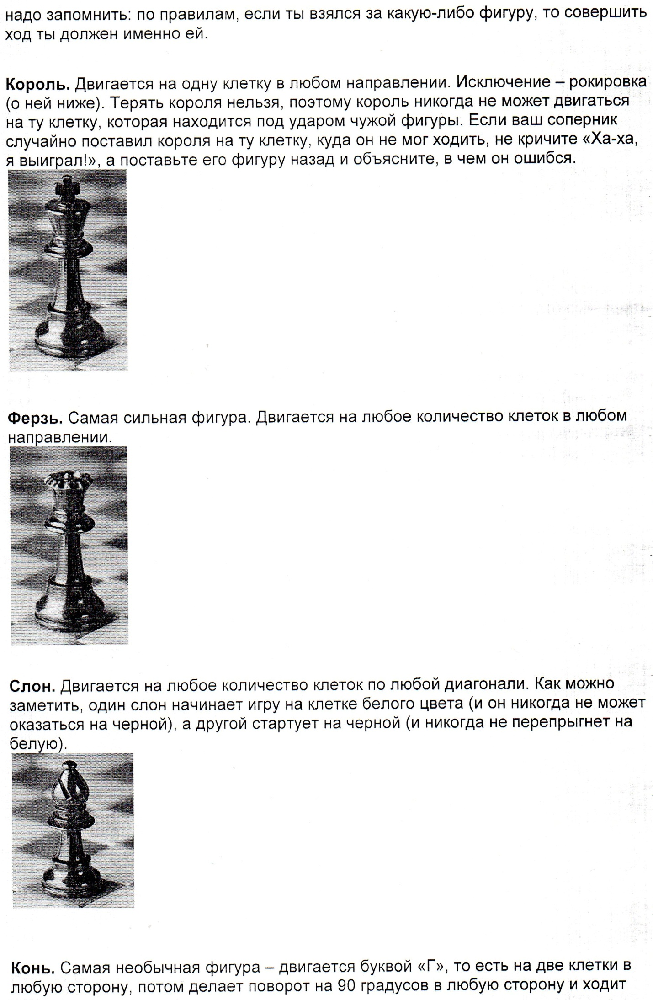 надо запомнить: по правилам, если ты взялся за какую-либо фигуру, то совершить
ход ты должен именно ей.
Король. Двигается на одну клетку в любом направлении. Исключение – рокировка
(о ней ниже). Терять короля нельзя, поэтому король никогда не может двигаться
на ту клетку, которая находится под ударом чужой фигуры. Если ваш соперник
случайно поставил короля на ту клетку, куда он не мог ходить, не кричите «Ха-ха,
я выиграл!», а поставьте его фигуру назад и объясните, в чем он ошибся.
Ферзь. Самая сильная фигура. Двигается на любое количество клеток в любом
направлении.
Слон. Двигается на любое количество клеток по любой диагонали. Как можно
заметить, один слон начинает игру на клетке белого цвета (и он никогда не может
оказаться на черной), а другой стартует на черной (и никогда не перепрыгнет на
белую).
Конь. Самая необычная фигура – двигается буквой «Г», то есть на две клетки в
любую сторону, потом делает поворот на 90 градусов в любую сторону и ходит